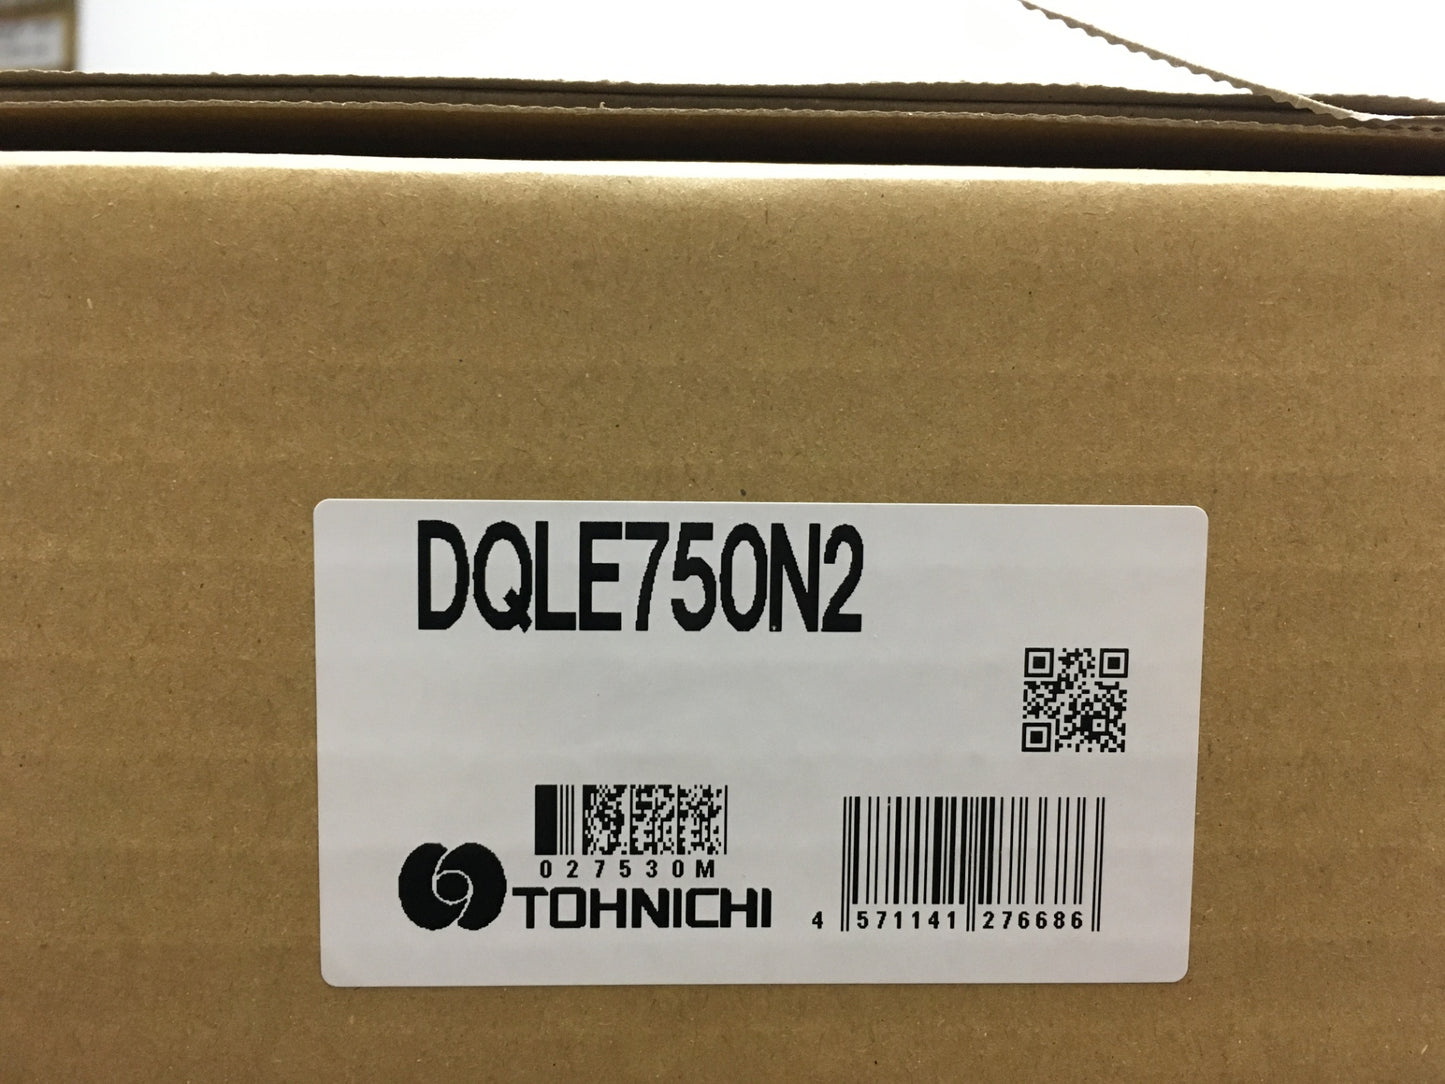 DQLE750N2
027530M
TOHNICHI
4 571141 276686